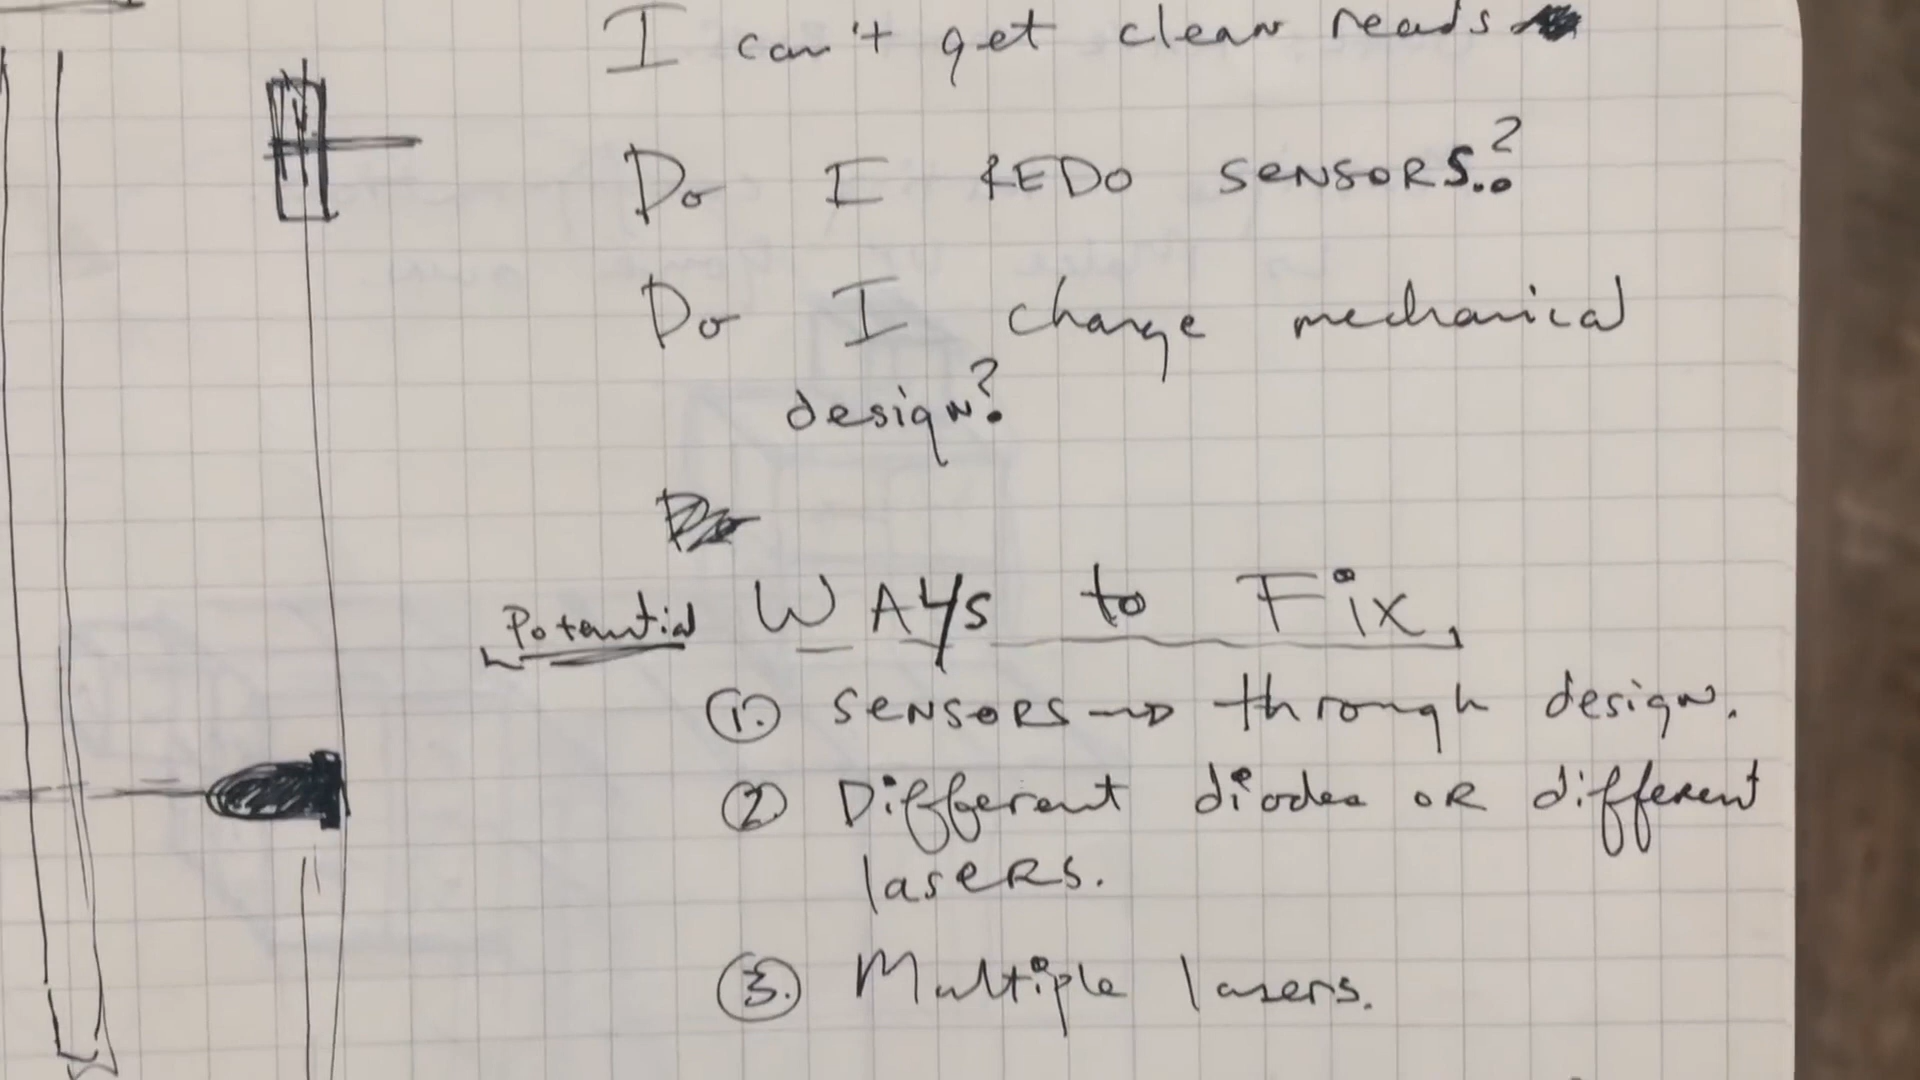 I can't get clean reads
Do I REDO SENSORS..?
Do I change mechanical
design?
Do
Potential WAYS to Fix,
1. SENSORS → through design.
2. Different diodes OR different
lasers.
3. Multiple lasers.